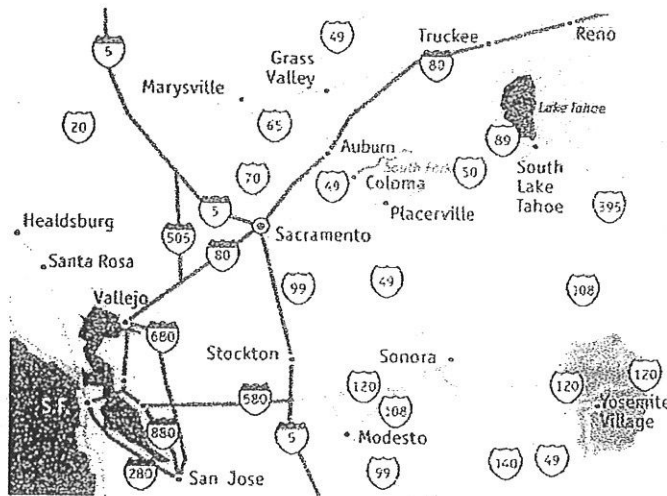 49
Truckee
Reno
5
Grass
Valley
80
Marysville
Lake Tahoe
20
65
Auburn
89
South Fork
70
49
Coloma
50
South
Lake
Tahoe
Placerville
395
Healdsburg
5
505
Sacramento
80
Santa Rosa
99
49
108
Vallejo
680
Stockton
Sonora
120
120
120
S.F.
580
108
Yosemite
Village
880
5
Modesto
280
San Jose
99
140
49